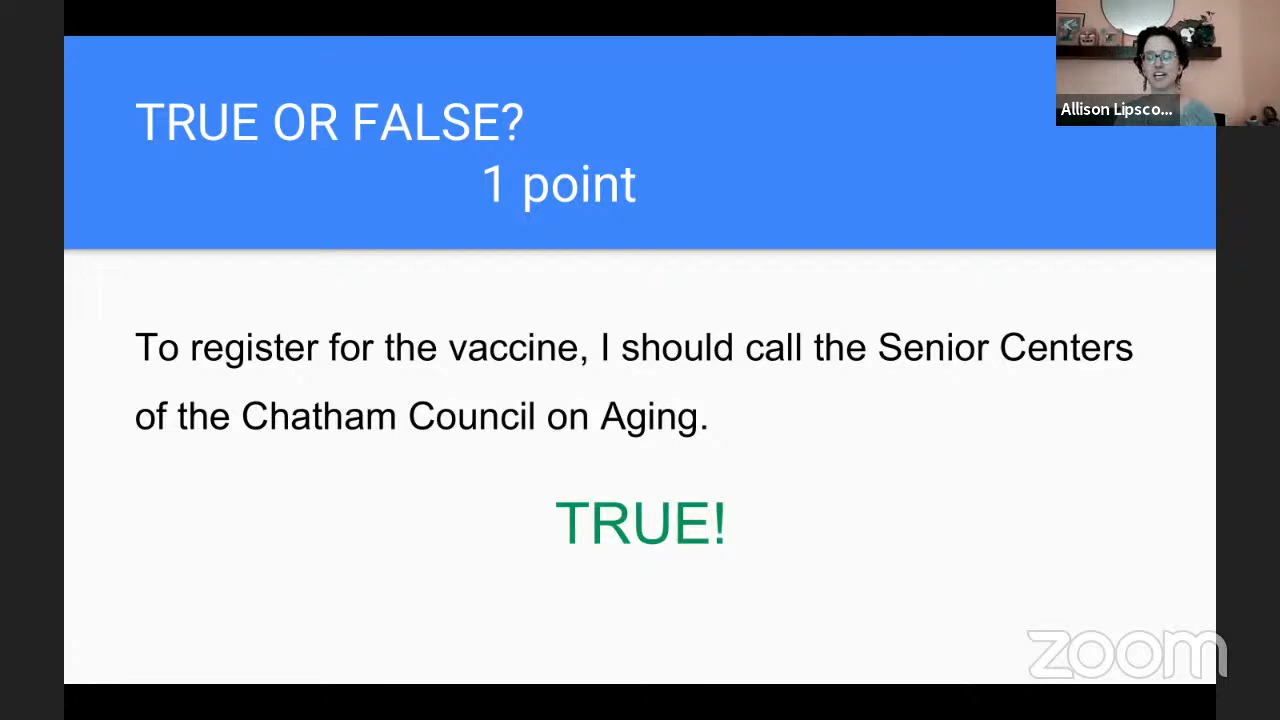 TRUE OR FALSE?
1 point
Allison Lipsco...
To register for the vaccine, I should call the Senior Centers
of the Chatham Council on Aging.
TRUE!
zoom